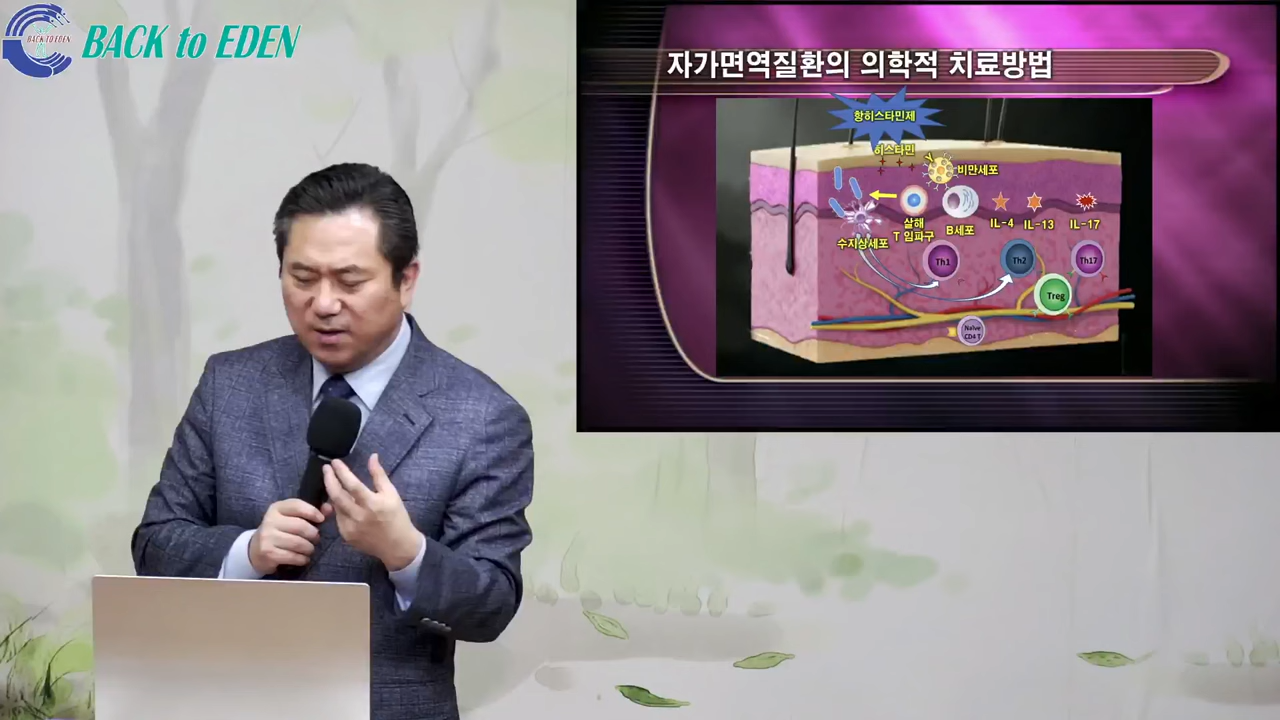 BACK TO EDEN
BACK to EDEN
자가면역질환의 의학적 치료방법
항히스타민제
히스타민
비만세포
살해
T 임파구
B세포
IL-4
IL-13
IL-17
수지상세포
Th1
Th2
Th17
Treg
Naive
CD4 T